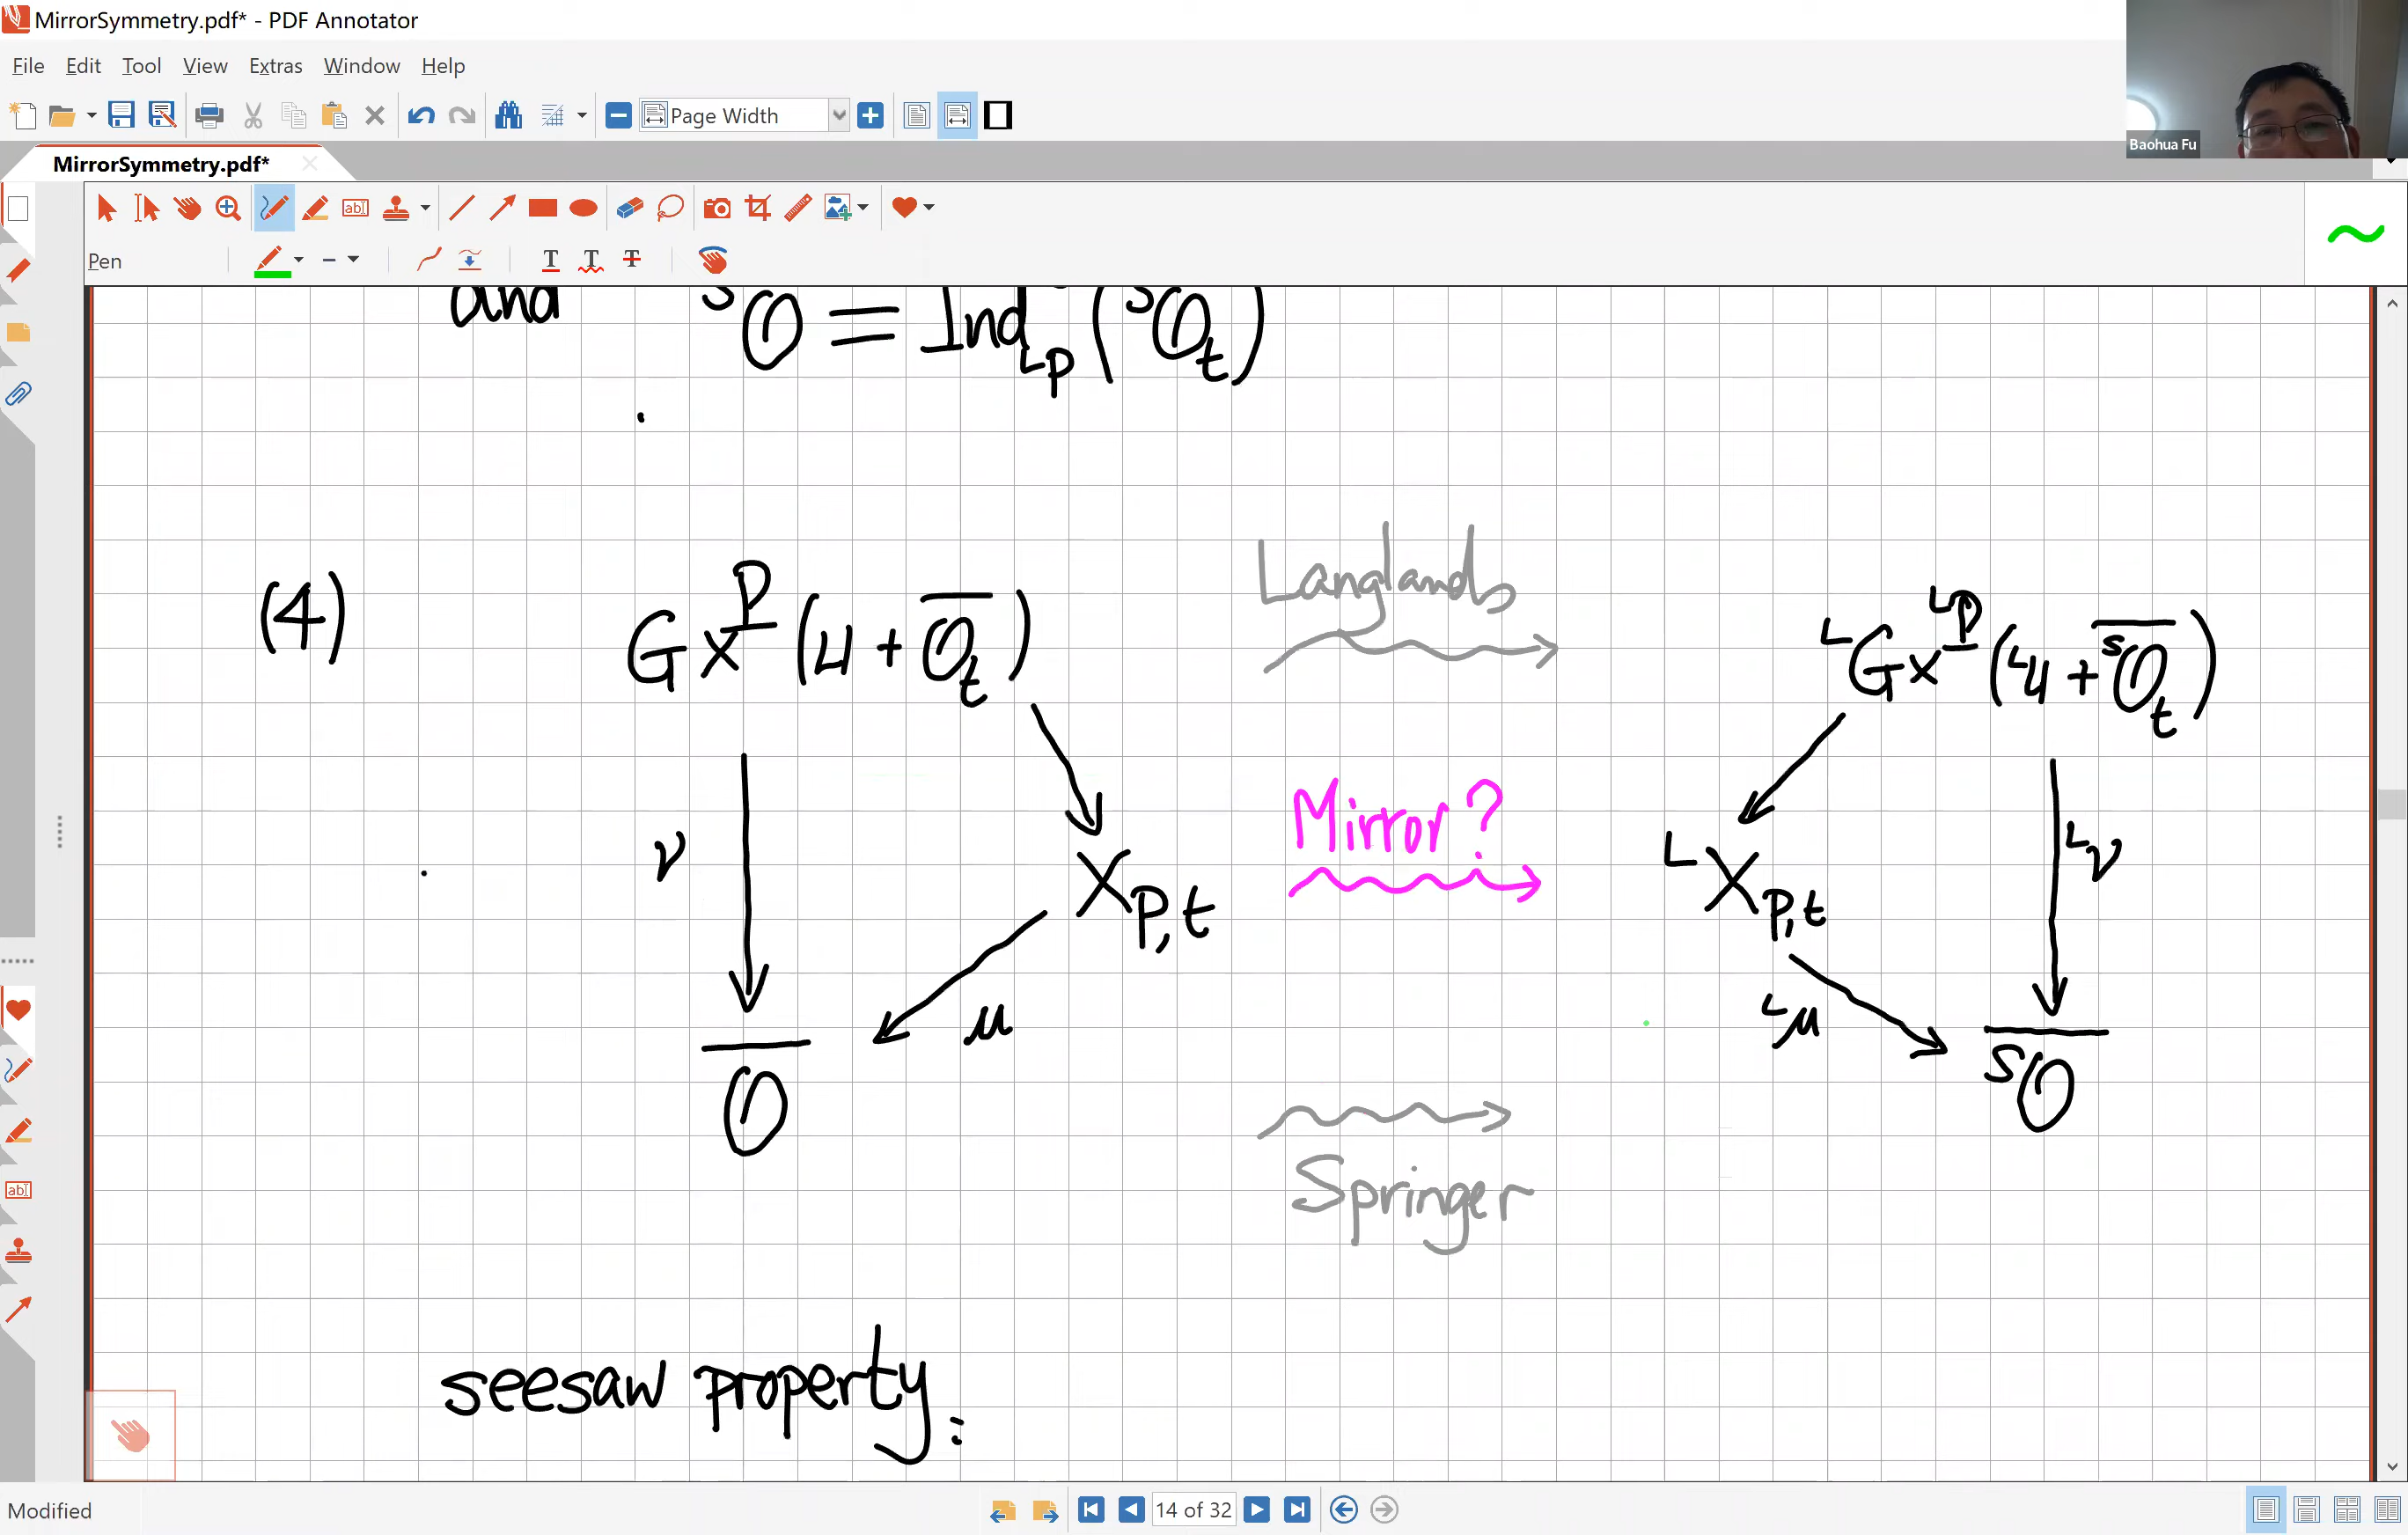 MirrorSymmetry.pdf* - PDF Annotator
File Edit Tool View Extras Window Help
Page Width
Baohua Fu
MirrorSymmetry.pdf*
Pen
and ˢO = Ind_{ᴸP} (ˢO_t)
(4)
G ×^P (𝔲 + \overline{O_t})
Langlands
ᴸG ×^{ᴸP} (ᴸ𝔲 + \overline{ˢO_t})
ν
Mirror?
ᴸν
X_{P,t}
ᴸX_{P,t}
μ
ᴸμ
\overline{O}
\overline{ˢO}
Springer
seesaw property:
Modified
14 of 32